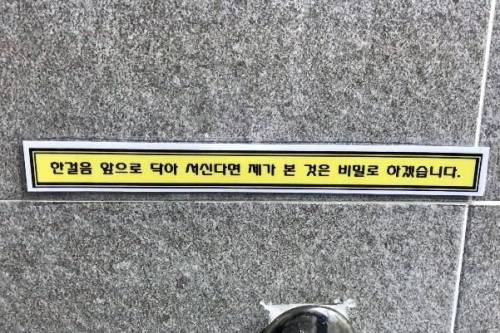 한걸음 앞으로 닥아 서신다면 제가 본 것은 비밀로 하겠습니다.